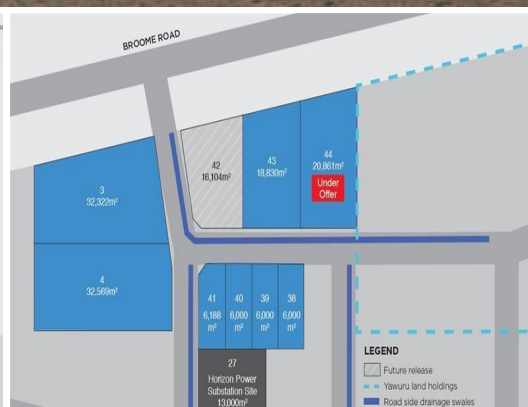 BROOME ROAD
42
16,104m²
43
18,830m²
44
20,861m²
Under
Offer
3
32,322m²
4
32,569m²
41
6,188
m²
40
6,000
m²
39
6,000
m²
38
6,000
m²
27
Horizon Power
Substation Site
13,000m²
LEGEND
Future release
Yawuru land holdings
Road side drainage swales